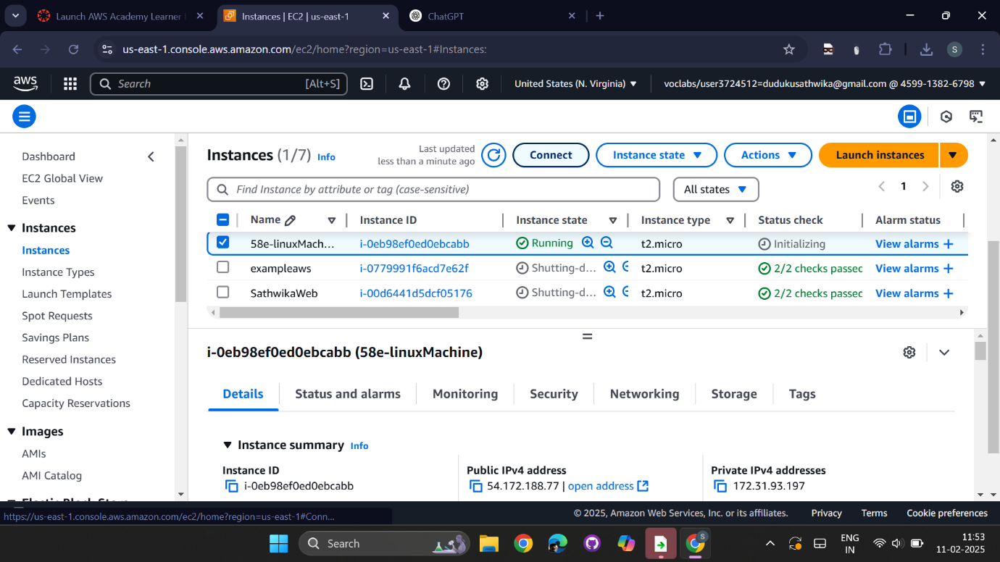 Launch AWS Academy Learner
Instances | EC2 | us-east-1
ChatGPT
us-east-1.console.aws.amazon.com/ec2/home?region=us-east-1#Instances:
S
aws
Search [Alt+S]
United States (N. Virginia)
voclabs/user3724512=dudukusathwika@gmail.com @ 4599-1382-6798
Dashboard
EC2 Global View
Events
Instances
Instances
Instance Types
Launch Templates
Spot Requests
Savings Plans
Reserved Instances
Dedicated Hosts
Capacity Reservations
Images
AMIs
AMI Catalog
Elastic Block Store
Instances (1/7) Info
Last updated
less than a minute ago
Connect
Instance state
Actions
Launch instances
Find Instance by attribute or tag (case-sensitive)
All states
1
Name Instance ID Instance state Instance type Status check Alarm status
58e-linuxMach... i-0eb98ef0ed0ebcabb Running t2.micro Initializing View alarms +
exampleaws i-0779991f6acd7e62f Shutting-d... t2.micro 2/2 checks passed View alarms +
SathwikaWeb i-00d6441d5dcf05176 Shutting-d... t2.micro 2/2 checks passed View alarms +
i-0eb98ef0ed0ebcabb (58e-linuxMachine)
Details Status and alarms Monitoring Security Networking Storage Tags
Instance summary Info
Instance ID
i-0eb98ef0ed0ebcabb
Public IPv4 address
54.172.188.77 | open address
Private IPv4 addresses
172.31.93.197
https://us-east-1.console.aws.amazon.com/ec2/home?region=us-east-1#Conn...
© 2025, Amazon Web Services, Inc. or its affiliates. Privacy Terms Cookie preferences
Search
S
ENG
IN
11:53
11-02-2025